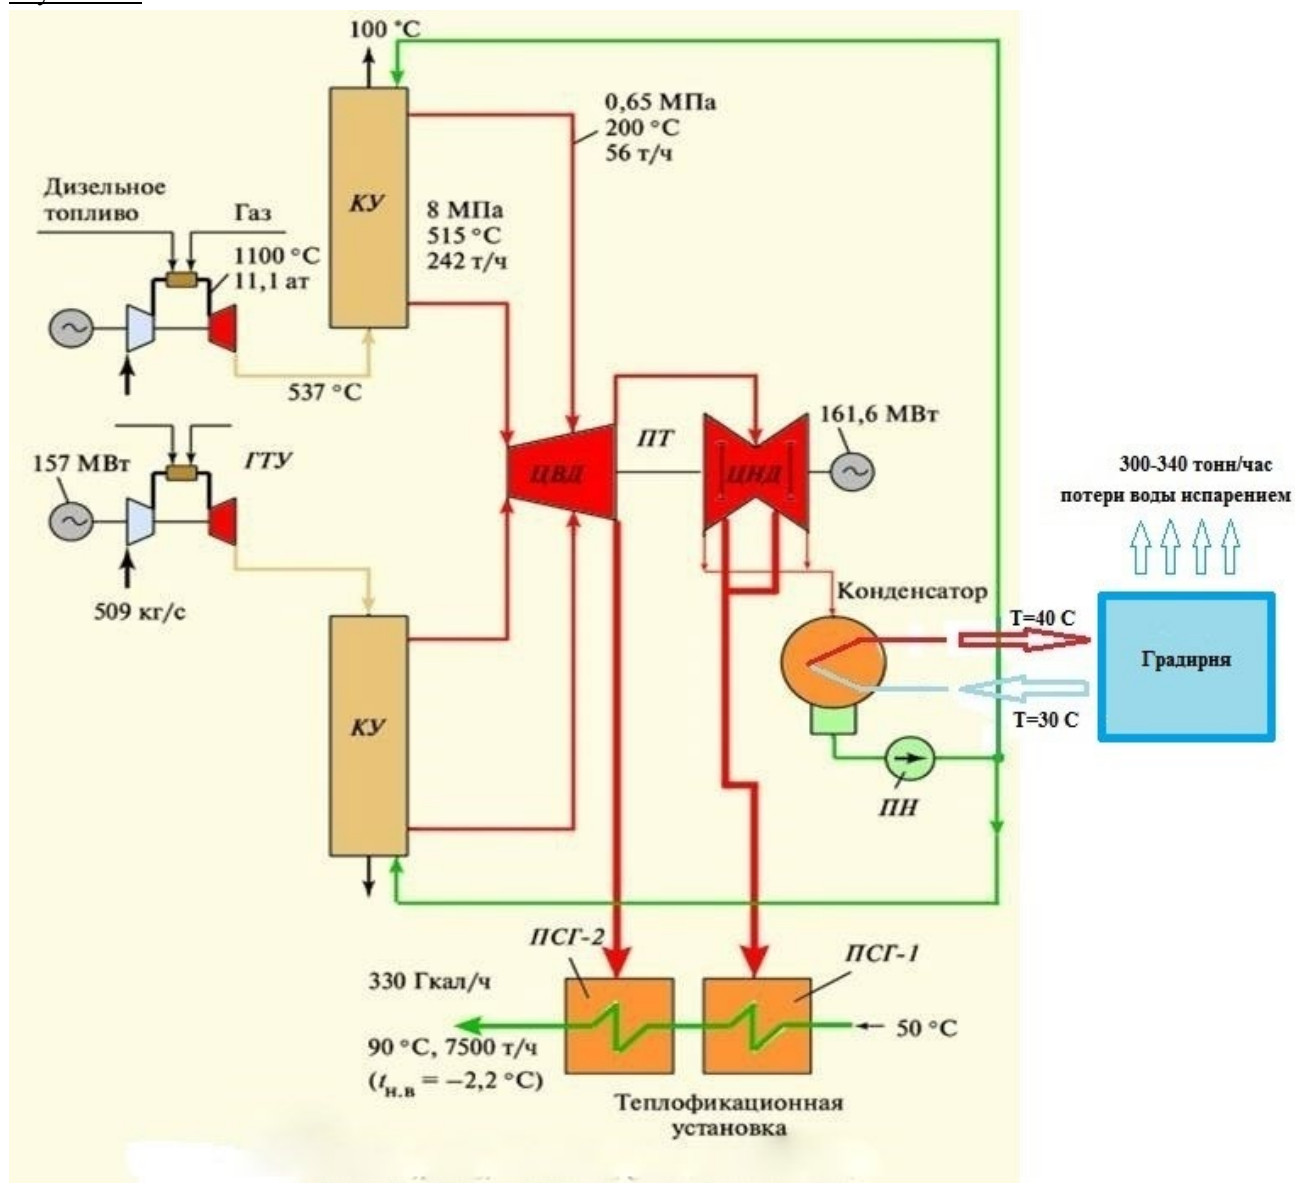 100 °C
0,65 МПа
200 °C
56 т/ч
КУ
Дизельное
топливо
Газ
8 МПа
515 °C
242 т/ч
1100 °C
11,1 ат
537 °C
161,6 МВт
ПТ
157 МВт
ГТУ
ЦВД
ЦНД
300-340 тонн/час
потери воды испарением
509 кг/с
Конденсатор
T=40 C
Градирня
КУ
T=30 C
ПН
ПСГ-2
ПСГ-1
330 Гкал/ч
50 °C
90 °C, 7500 т/ч
(tн.в = −2,2 °C)
Теплофикационная
установка